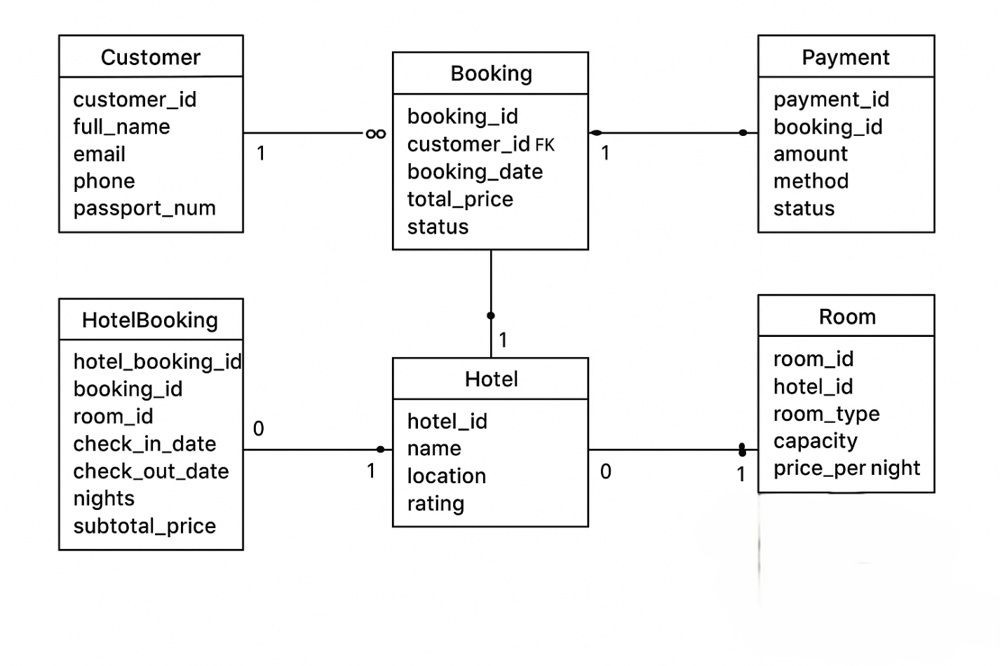 Customer
customer_id
full_name
email
phone
passport_num
1
∞
Booking
booking_id
customer_id FK
booking_date
total_price
status
1
Payment
payment_id
booking_id
amount
method
status
1
HotelBooking
hotel_booking_id
booking_id
room_id
check_in_date
check_out_date
nights
subtotal_price
0
1
Hotel
hotel_id
name
location
rating
0
1
Room
room_id
hotel_id
room_type
capacity
price_per night